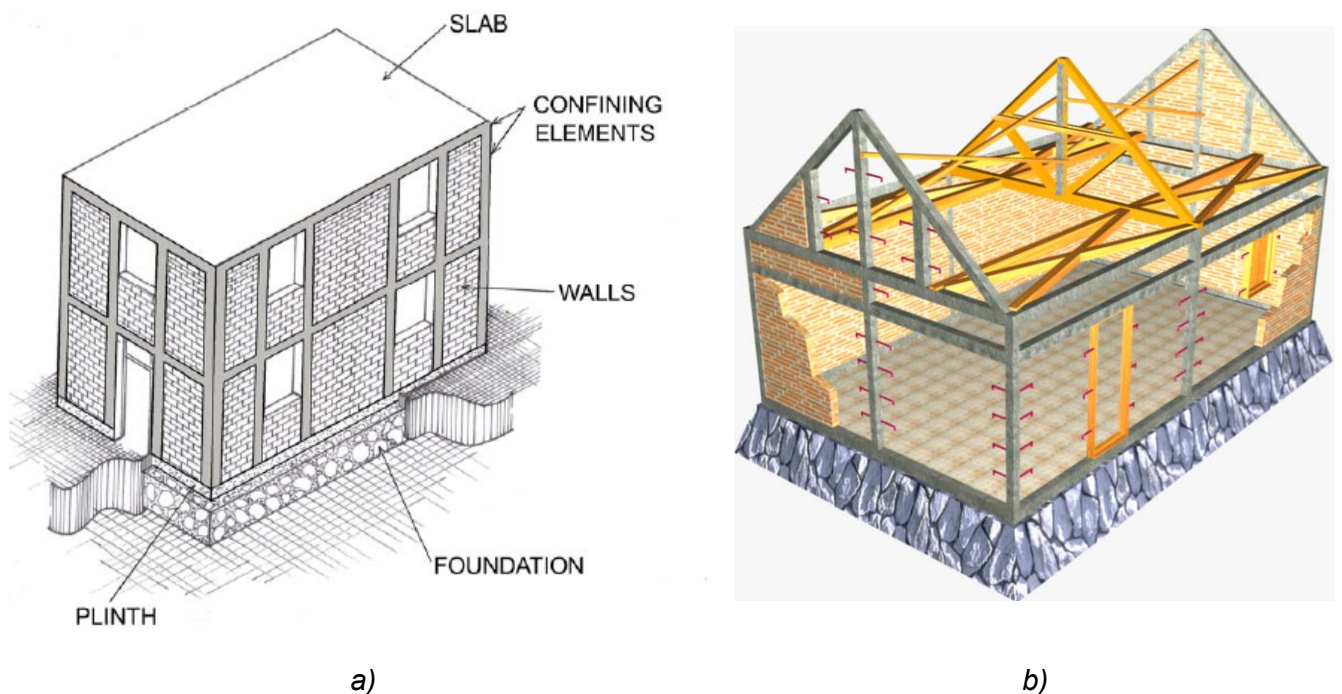 SLAB
CONFINING
ELEMENTS
WALLS
FOUNDATION
PLINTH
a)
b)